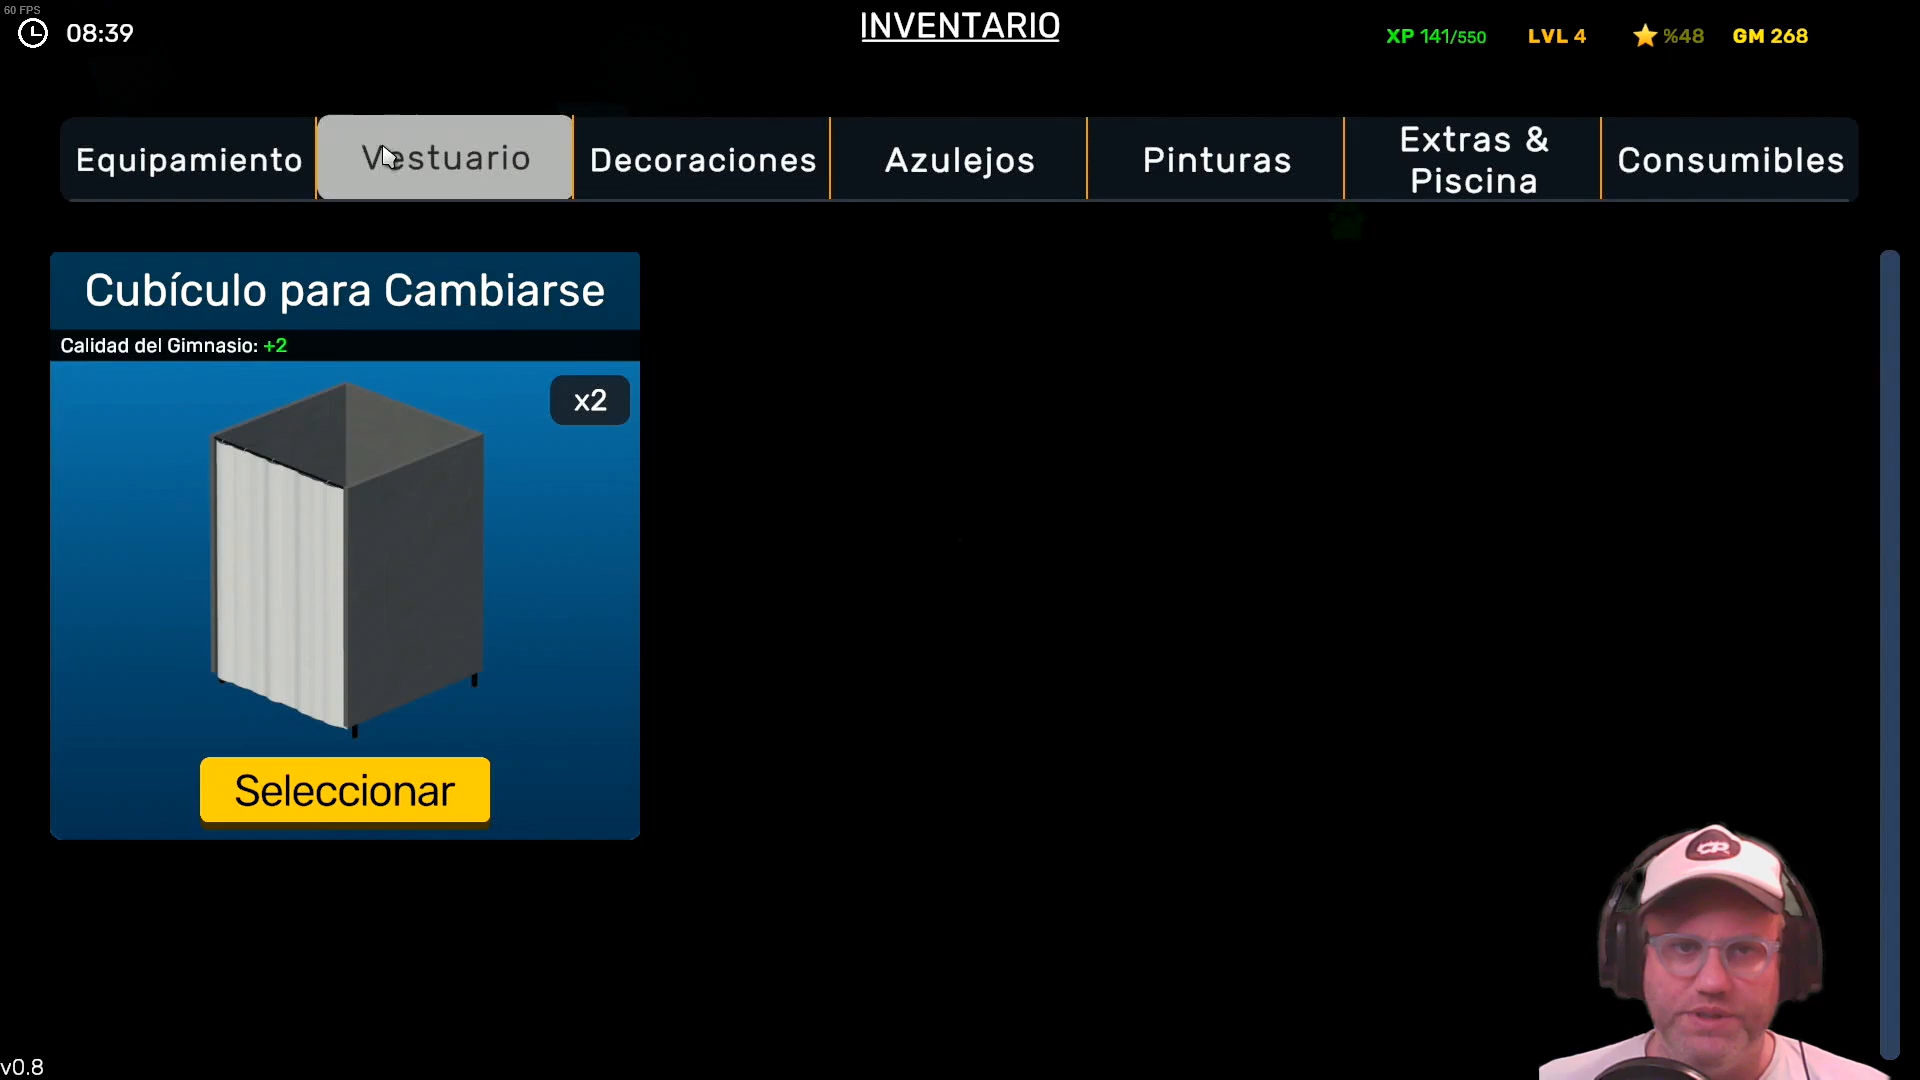 60 FPS
08:39
INVENTARIO
XP 141/550
LVL 4
%48
GM 268
Equipamiento
Vestuario
Decoraciones
Azulejos
Pinturas
Extras &
Piscina
Consumibles
Cubículo para Cambiarse
Calidad del Gimnasio: +2
x2
Seleccionar
CR
v0.8